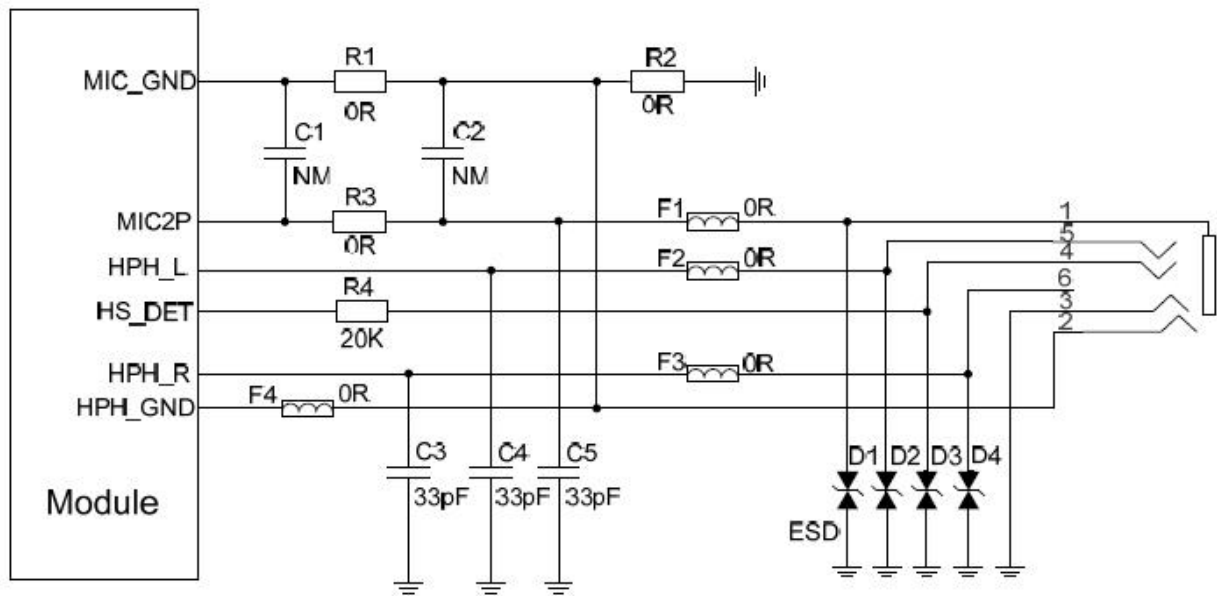 R1
R2
MIC_GND
0R
0R
C1
C2
NM
NM
R3
MIC2P
0R
F1
0R
1
5
HPH_L
F2
0R
4
HS_DET
R4
6
20K
3
2
HPH_R
F3
0R
HPH_GND
F4
0R
C3
C4
C5
D1
D2
D3
D4
33pF
33pF
33pF
Module
ESD